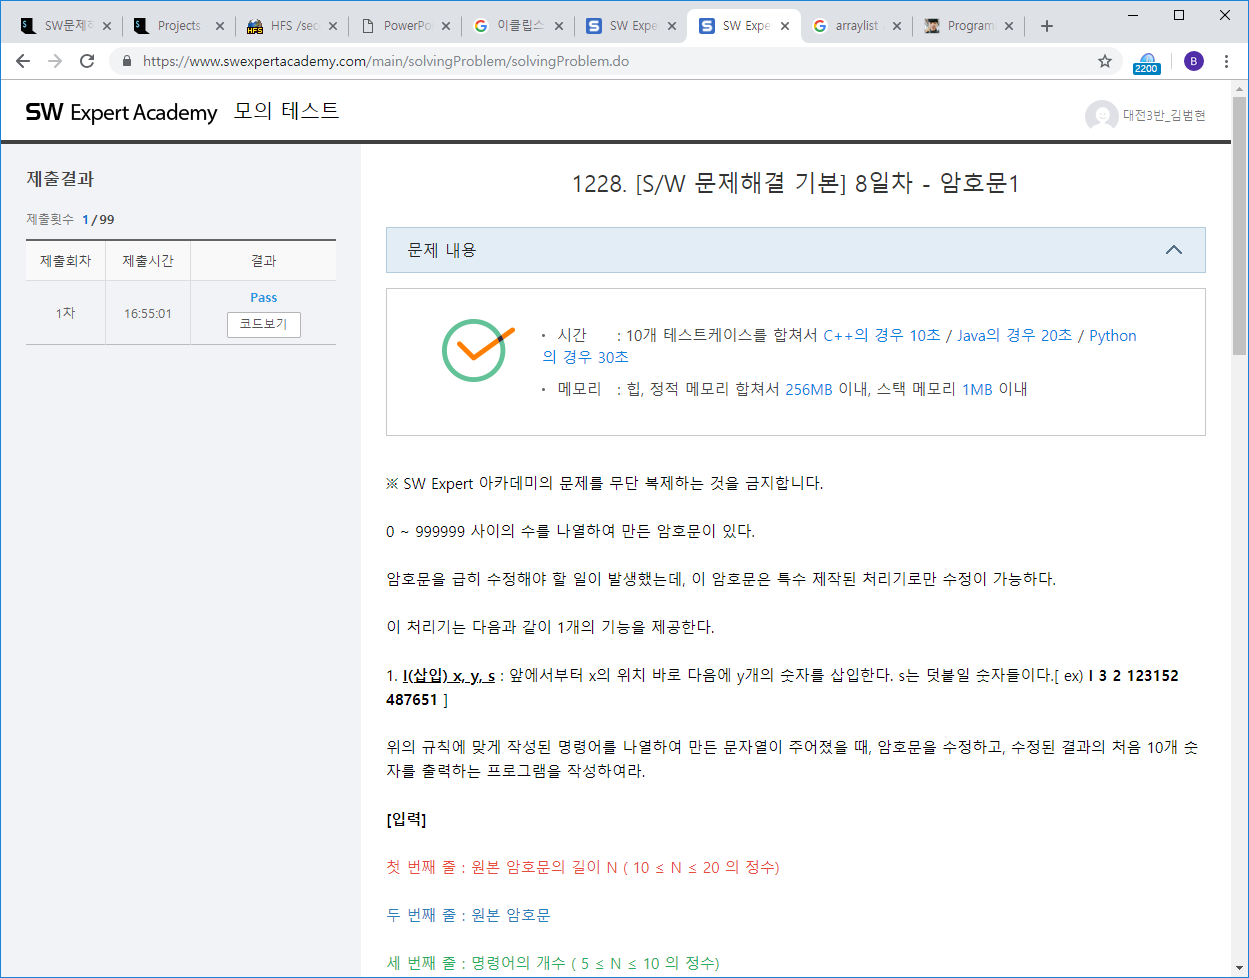 SW문제해
Projects
HFS /sec
PowerPo
이클립스
SW Expe
SW Expe
arraylist
Program
https://www.swexpertacademy.com/main/solvingProblem/solvingProblem.do
2200
B
SW Expert Academy 모의 테스트
대전3반_김범현
제출결과
제출횟수 1 / 99
제출회차 제출시간 결과
1차 16:55:01 Pass
코드보기
1228. [S/W 문제해결 기본] 8일차 - 암호문1
문제 내용
· 시간 : 10개 테스트케이스를 합쳐서 C++의 경우 10초 / Java의 경우 20초 / Python
의 경우 30초
· 메모리 : 힙, 정적 메모리 합쳐서 256MB 이내, 스택 메모리 1MB 이내
※ SW Expert 아카데미의 문제를 무단 복제하는 것을 금지합니다.
0 ~ 999999 사이의 수를 나열하여 만든 암호문이 있다.
암호문을 급히 수정해야 할 일이 발생했는데, 이 암호문은 특수 제작된 처리기로만 수정이 가능하다.
이 처리기는 다음과 같이 1개의 기능을 제공한다.
1. I(삽입) x, y, s : 앞에서부터 x의 위치 바로 다음에 y개의 숫자를 삽입한다. s는 덧붙일 숫자들이다.[ ex) I 3 2 123152
487651 ]
위의 규칙에 맞게 작성된 명령어를 나열하여 만든 문자열이 주어졌을 때, 암호문을 수정하고, 수정된 결과의 처음 10개 숫
자를 출력하는 프로그램을 작성하여라.
[입력]
첫 번째 줄 : 원본 암호문의 길이 N ( 10 ≤ N ≤ 20 의 정수)
두 번째 줄 : 원본 암호문
세 번째 줄 : 명령어의 개수 ( 5 ≤ N ≤ 10 의 정수)